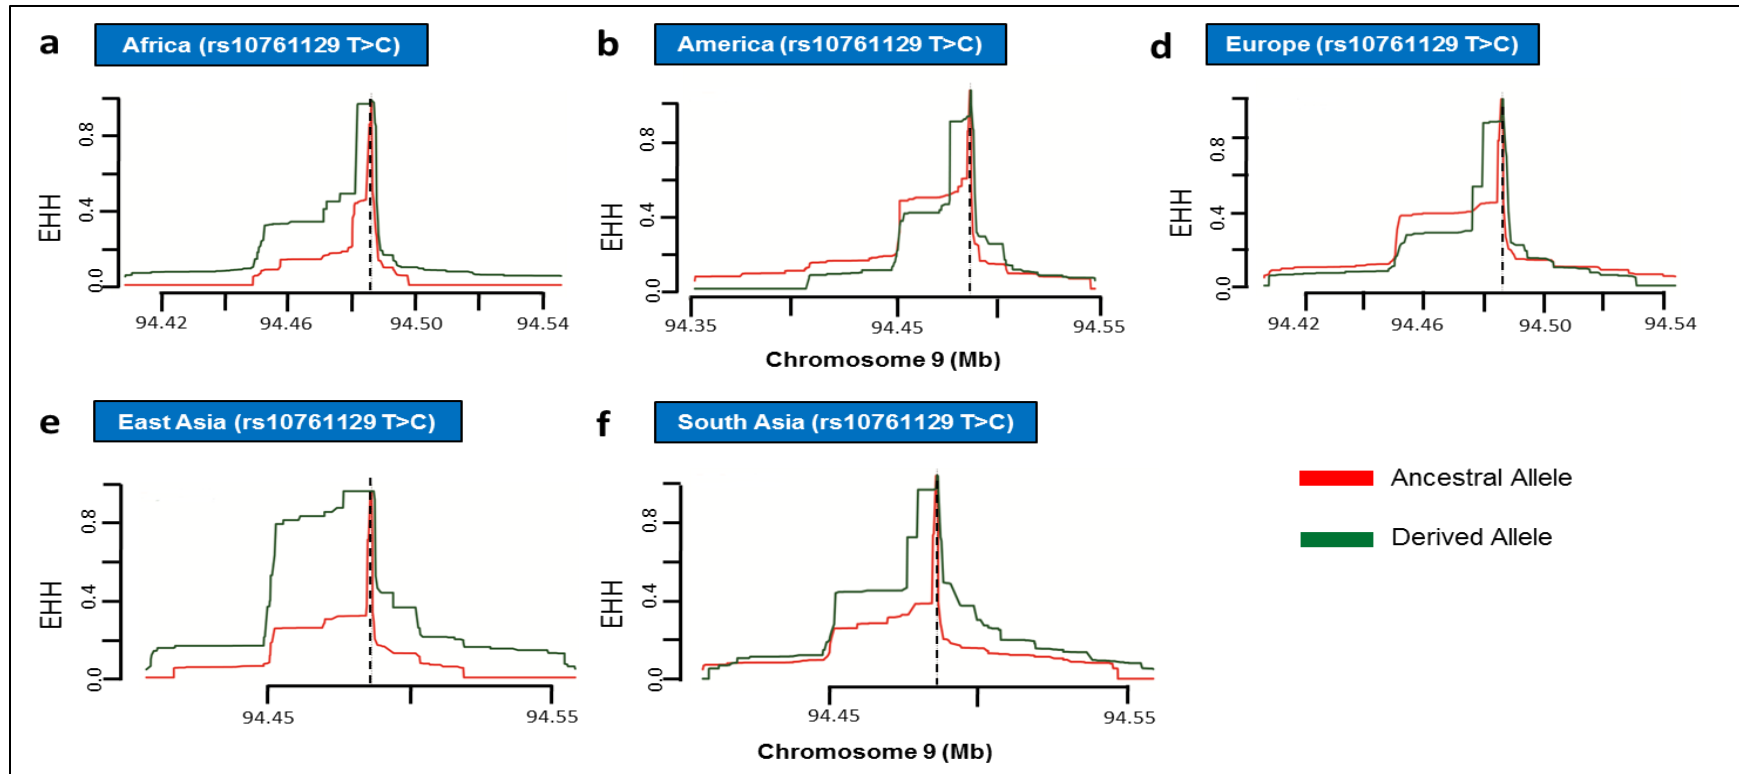 a Africa (rs10761129 T>C)
b America (rs10761129 T>C)
d Europe (rs10761129 T>C)
EHH
0.0 0.4 0.8
94.42 94.46 94.50 94.54
EHH
0.0 0.4 0.8
94.35 94.45 94.55
EHH
0.0 0.4 0.8
94.42 94.46 94.50 94.54
Chromosome 9 (Mb)
e East Asia (rs10761129 T>C)
f South Asia (rs10761129 T>C)
EHH
0.0 0.4 0.8
94.45 94.55
EHH
0.0 0.4 0.8
94.45 94.55
Ancestral Allele
Derived Allele
Chromosome 9 (Mb)